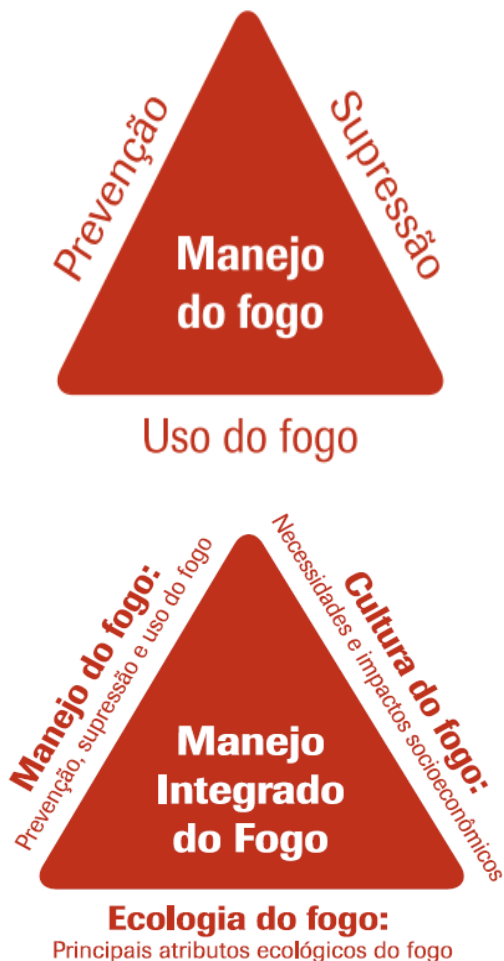 Prevenção
Supressão
Manejo
do fogo
Uso do fogo
Manejo do fogo:
Prevenção, supressão e uso do fogo
Cultura do fogo:
Necessidades e impactos socioeconômicos
Manejo
Integrado
do Fogo
Ecologia do fogo:
Principais atributos ecológicos do fogo